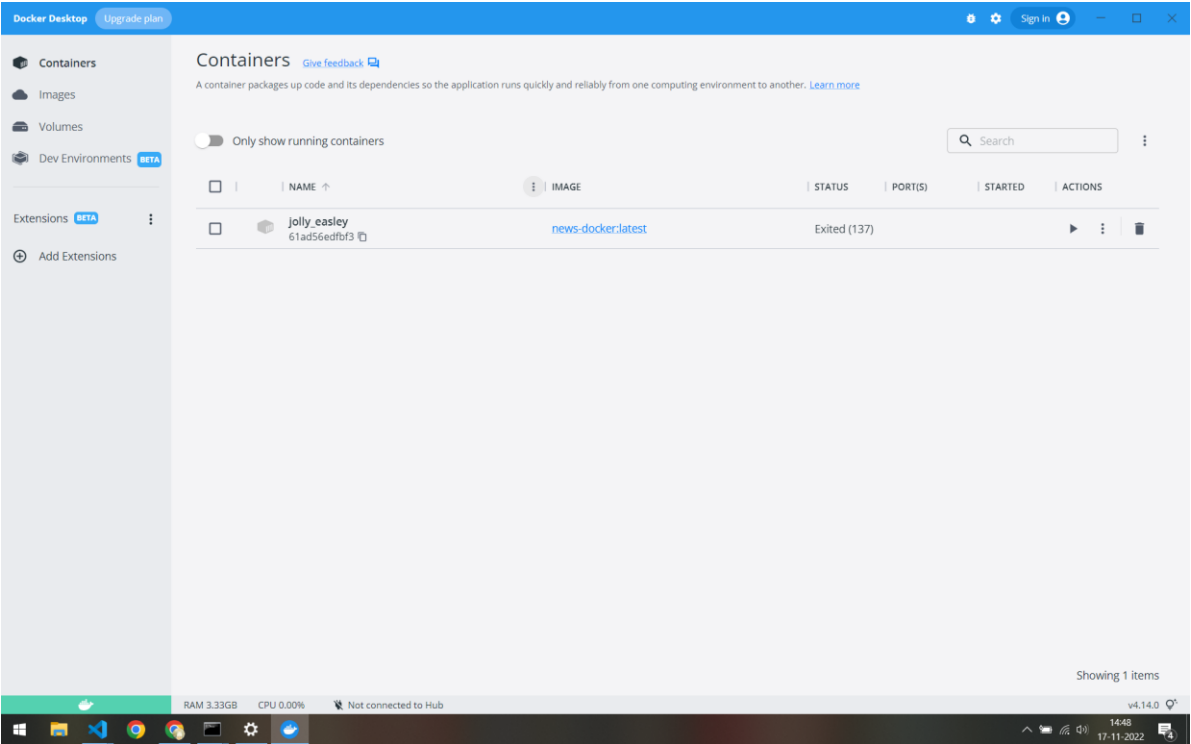 Docker Desktop Upgrade plan Sign in
Containers
Images
Volumes
Dev Environments BETA
Extensions BETA
Add Extensions
Containers Give feedback
A container packages up code and its dependencies so the application runs quickly and reliably from one computing environment to another. Learn more
Only show running containers Search
NAME IMAGE STATUS PORT(S) STARTED ACTIONS
jolly_easley
61ad56edfbf3
news-docker:latest Exited (137)
Showing 1 items
RAM 3.33GB CPU 0.00% Not connected to Hub v4.14.0
14:48
17-11-2022
4